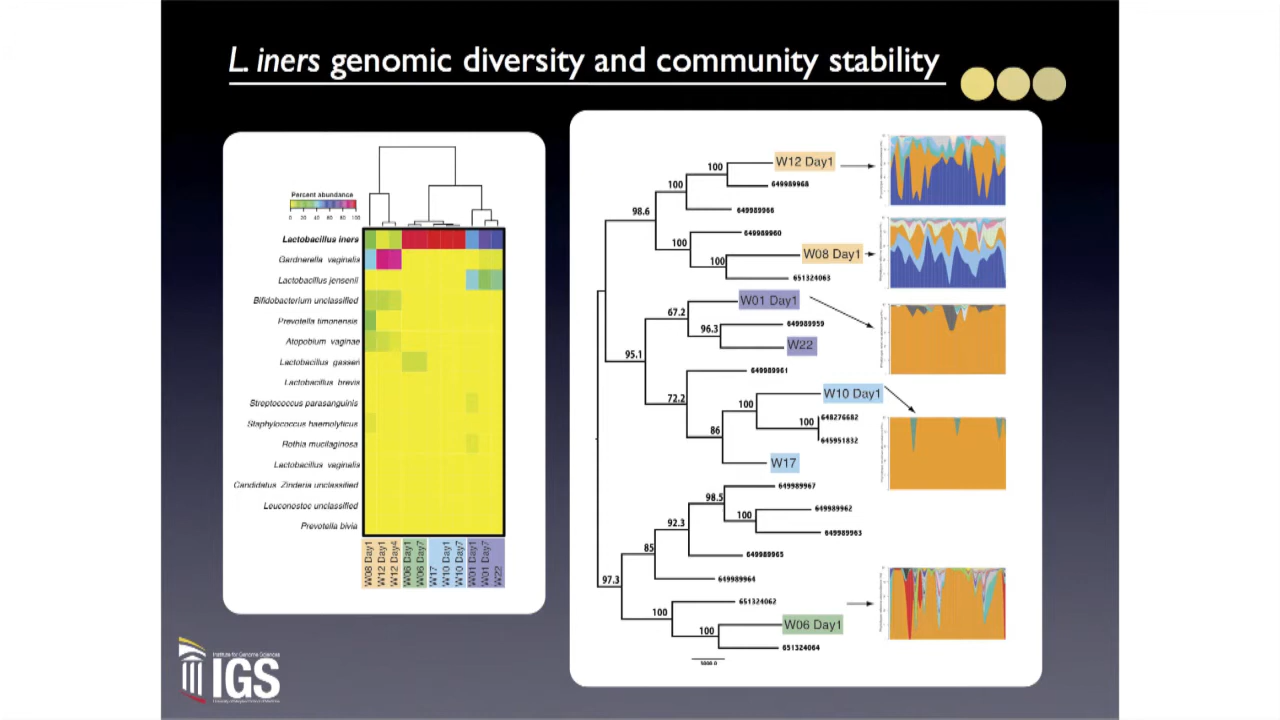 L. iners genomic diversity and community stability
Percent abundance
0 20 40 60 80 100
Lactobacillus iners
Gardnerella vaginalis
Lactobacillus jensenii
Bifidobacterium unclassified
Prevotella timonensis
Atopobium vaginae
Lactobacillus gasseri
Lactobacillus brevis
Streptococcus parasanguinis
Staphylococcus haemolyticus
Rothia mucilaginosa
Lactobacillus vaginalis
Candidatus Zinderia unclassified
Leuconostoc unclassified
Prevotella bivia
W08 Day1
W12 Day1
W12 Day4
W06 Day1
W06 Day7
W17
W10 Day1
W10 Day7
W01 Day1
W01 Day7
W22
W12 Day1
100
649989968
100
649989966
98.6
649989960
100
W08 Day1
100
651324063
W01 Day1
67.2
649989959
96.3
W22
95.1
649989961
72.2
W10 Day1
100
648276682
100
645951832
86
W17
649989967
98.5
649989962
100
649989963
92.3
649989965
85
649989964
97.3
651324062
100
W06 Day1
100
651324064
5000.0
Institute for Genome Sciences
IGS